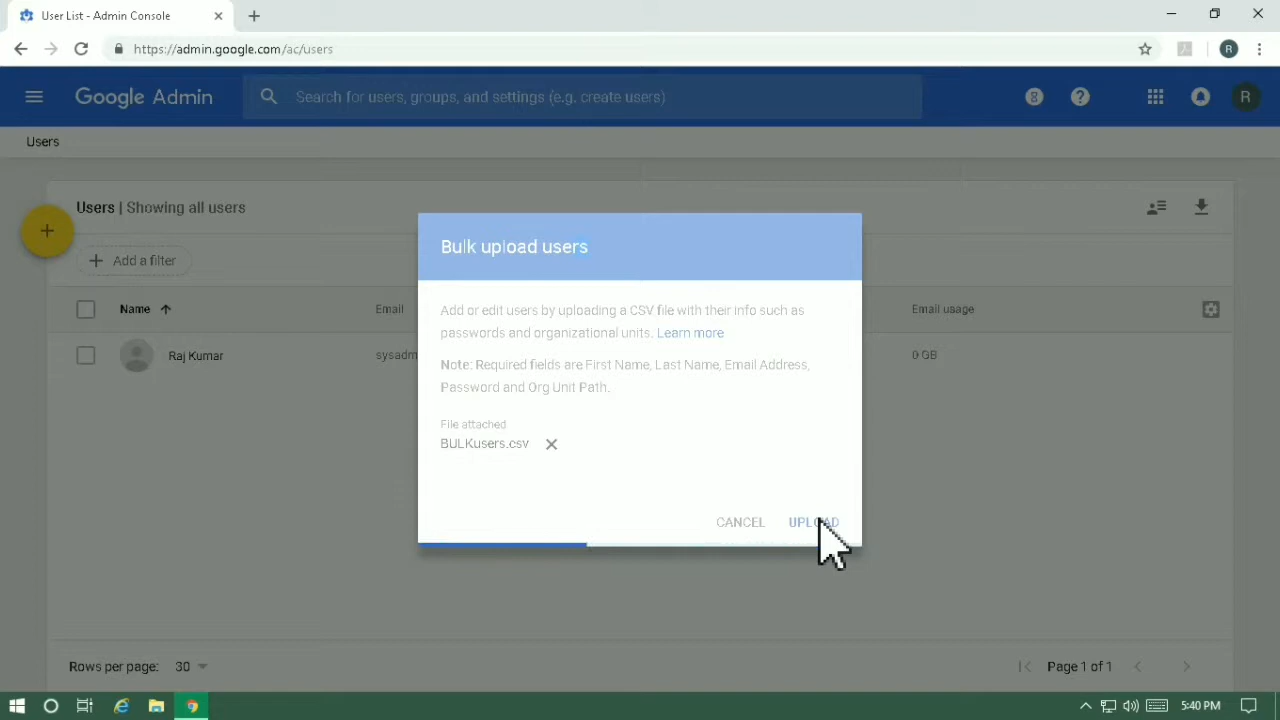 User List - Admin Console
https://admin.google.com/ac/users
R
Google Admin
Search for users, groups, and settings (e.g. create users)
8
R
Users
Users | Showing all users
Add a filter
Name
Email
Email usage
Raj Kumar
sysadm
0 GB
Bulk upload users
Add or edit users by uploading a CSV file with their info such as
passwords and organizational units. Learn more
Note: Required fields are First Name, Last Name, Email Address,
Password and Org Unit Path.
File attached
BULKusers.csv
CANCEL UPLOAD
Rows per page: 30
Page 1 of 1
5:40 PM